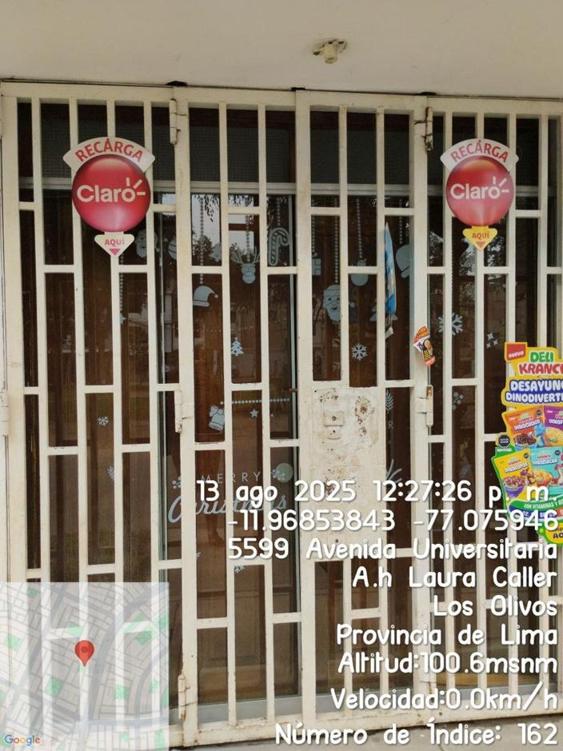 RECARGA
Claro
AQUÍ
RECARGA
Claro
AQUÍ
NUEVO
DELI
KRANCH
DESAYUNO
DINODIVERTI
MERRY
Christmas
13 ago 2025 12:27:26 p. m.
-11.96853843 -77.075946
5599 Avenida Universitaria
A.h Laura Caller
Los Olivos
Provincia de Lima
Altitud:100.6msnm
Velocidad:0.0km/h
Número de Índice: 162
Google